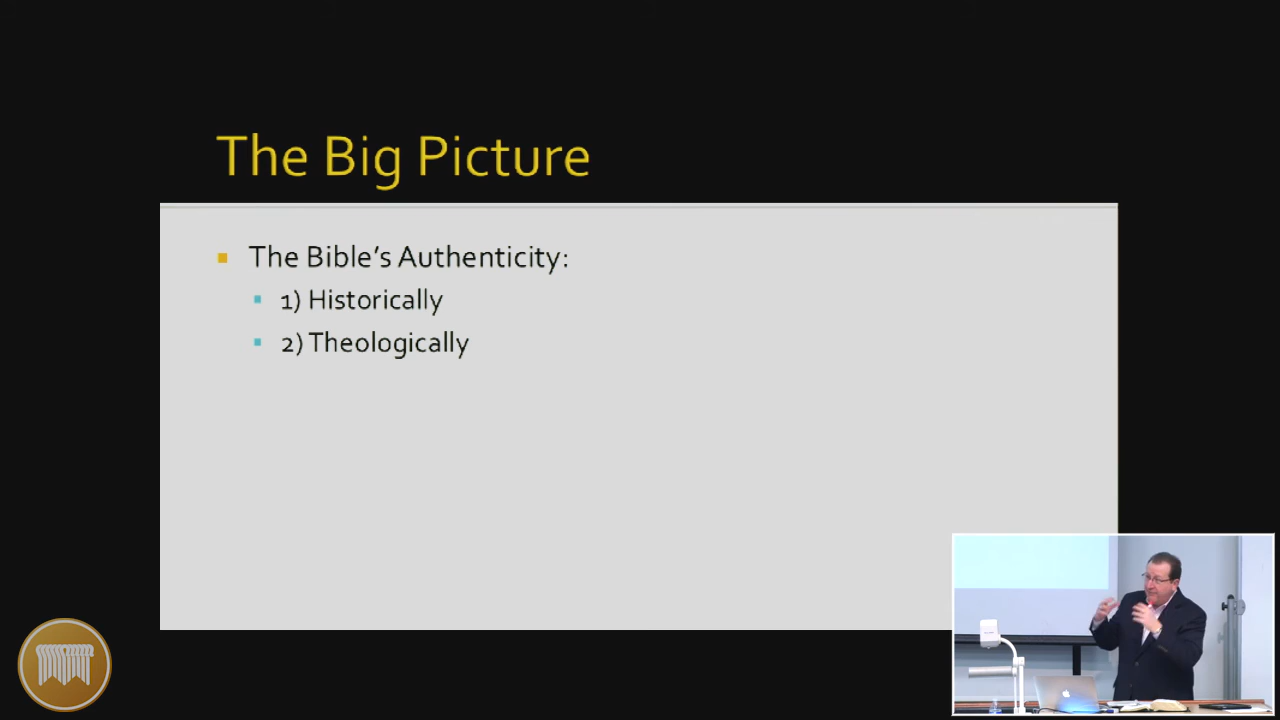 The Big Picture
The Bible's Authenticity:
1) Historically
2) Theologically